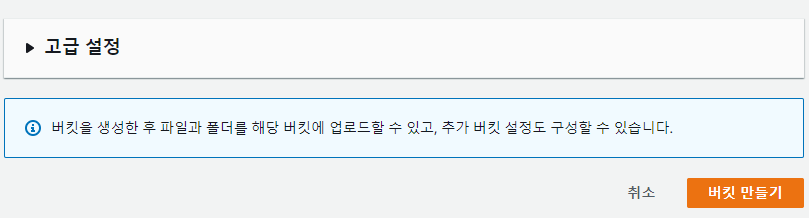 고급 설정
버킷을 생성한 후 파일과 폴더를 해당 버킷에 업로드할 수 있고, 추가 버킷 설정도 구성할 수 있습니다.
취소
버킷 만들기